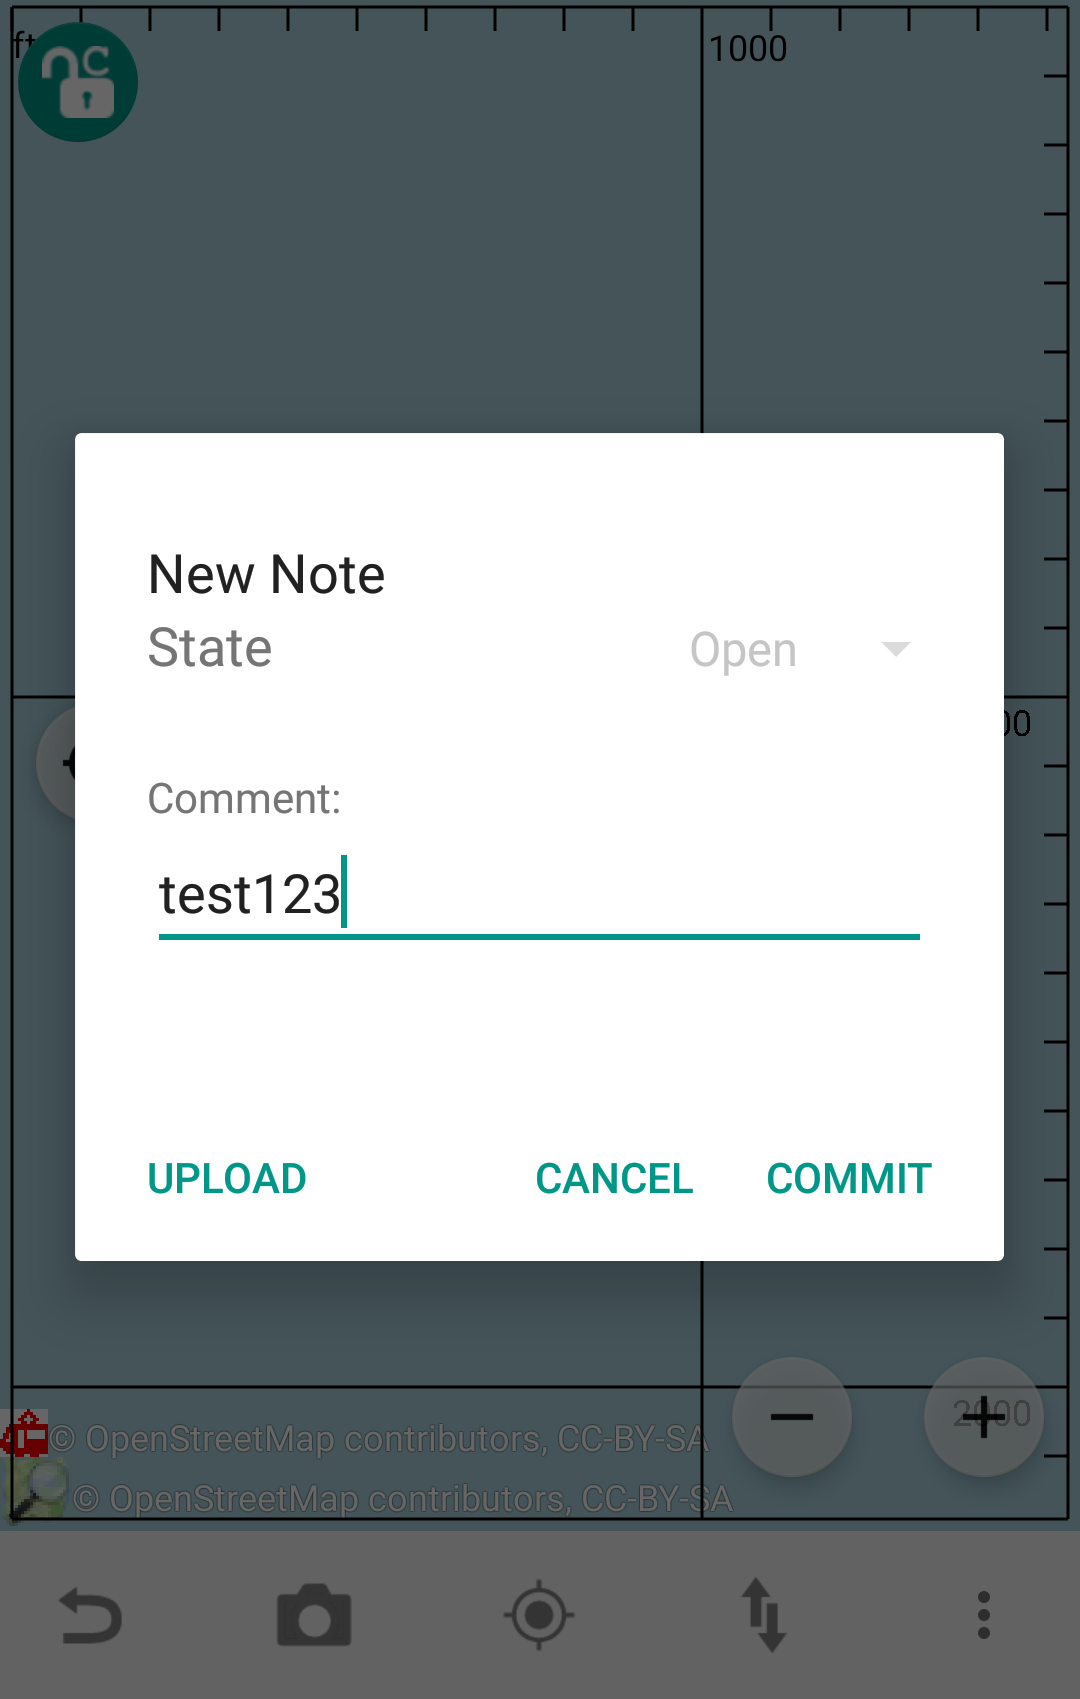 ft
C
1000
New Note
State
Open
00
Comment:
test123
UPLOAD
CANCEL
COMMIT
2000
© OpenStreetMap contributors, CC-BY-SA
© OpenStreetMap contributors, CC-BY-SA